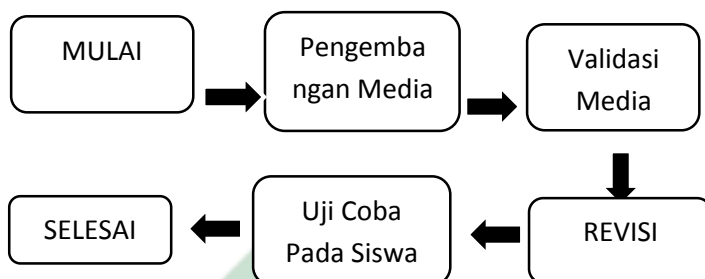 MULAI
Pengemba
ngan Media
Validasi
Media
REVISI
Uji Coba
Pada Siswa
SELESAI